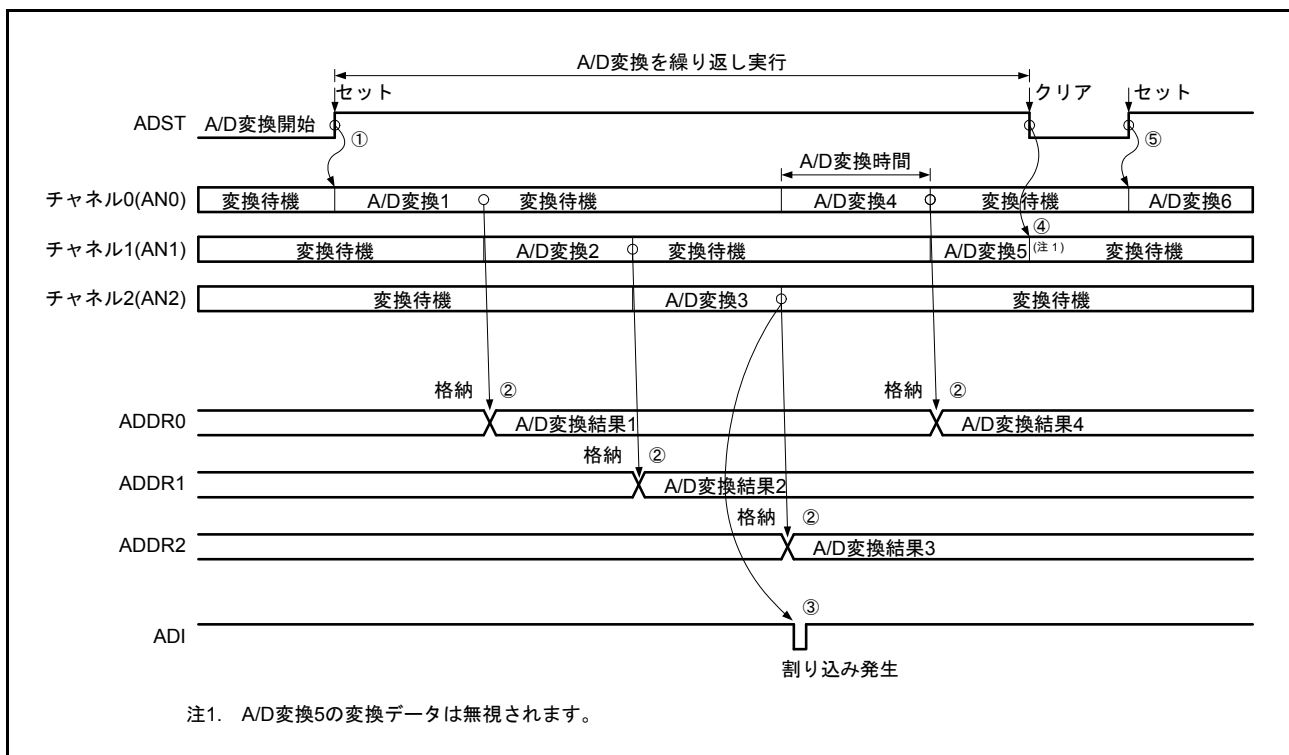 A/D変換を繰り返し実行
セット クリア セット
ADST A/D変換開始 ① ⑤
A/D変換時間
チャネル0(AN0) 変換待機 A/D変換1 変換待機 A/D変換4 変換待機 A/D変換6
④
チャネル1(AN1) 変換待機 A/D変換2 変換待機 A/D変換5 (注1) 変換待機
チャネル2(AN2) 変換待機 A/D変換3 変換待機
格納 ② 格納 ②
ADDR0 A/D変換結果1 A/D変換結果4
格納 ②
ADDR1 A/D変換結果2
格納 ②
ADDR2 A/D変換結果3
③
ADI
割り込み発生
注1. A/D変換5の変換データは無視されます。